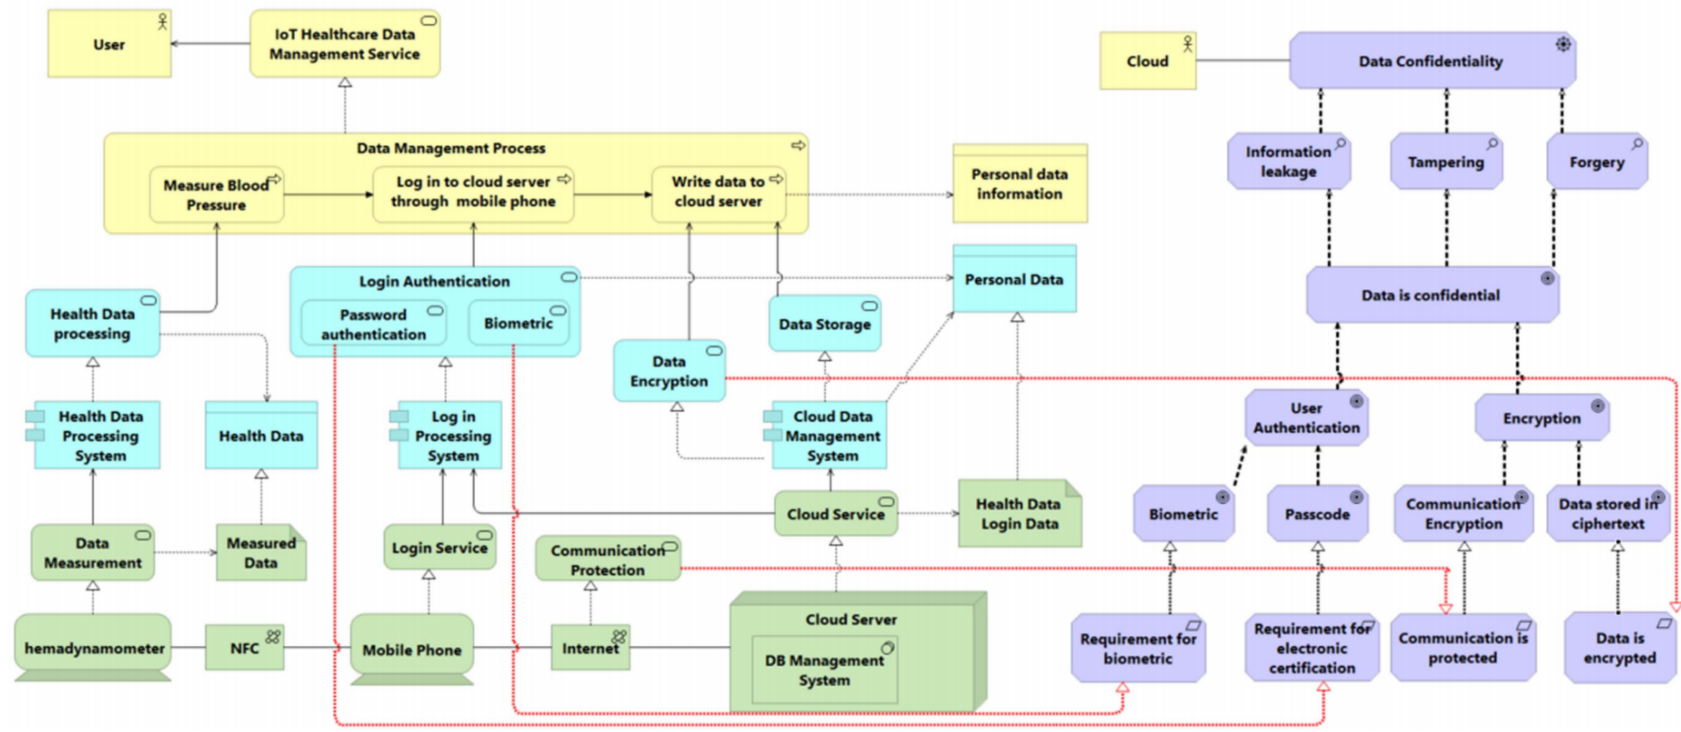 User
IoT Healthcare Data
Management Service
Cloud
Data Confidentiality
Data Management Process
Measure Blood
Pressure
Log in to cloud server
through mobile phone
Write data to
cloud server
Personal data
information
Information
leakage
Tampering
Forgery
Login Authentication
Password
authentication
Biometric
Health Data
processing
Data Storage
Personal Data
Data is confidential
Data
Encryption
Health Data
Processing
System
Health Data
Log in
Processing
System
Cloud Data
Management
System
User
Authentication
Encryption
Data
Measurement
Measured
Data
Login Service
Communication
Protection
Cloud Service
Health Data
Login Data
Biometric
Passcode
Communication
Encryption
Data stored in
ciphertext
hemadynamometer
NFC
Mobile Phone
Internet
Cloud Server
DB Management
System
Requirement for
biometric
Requirement for
electronic
certification
Communication is
protected
Data is
encrypted